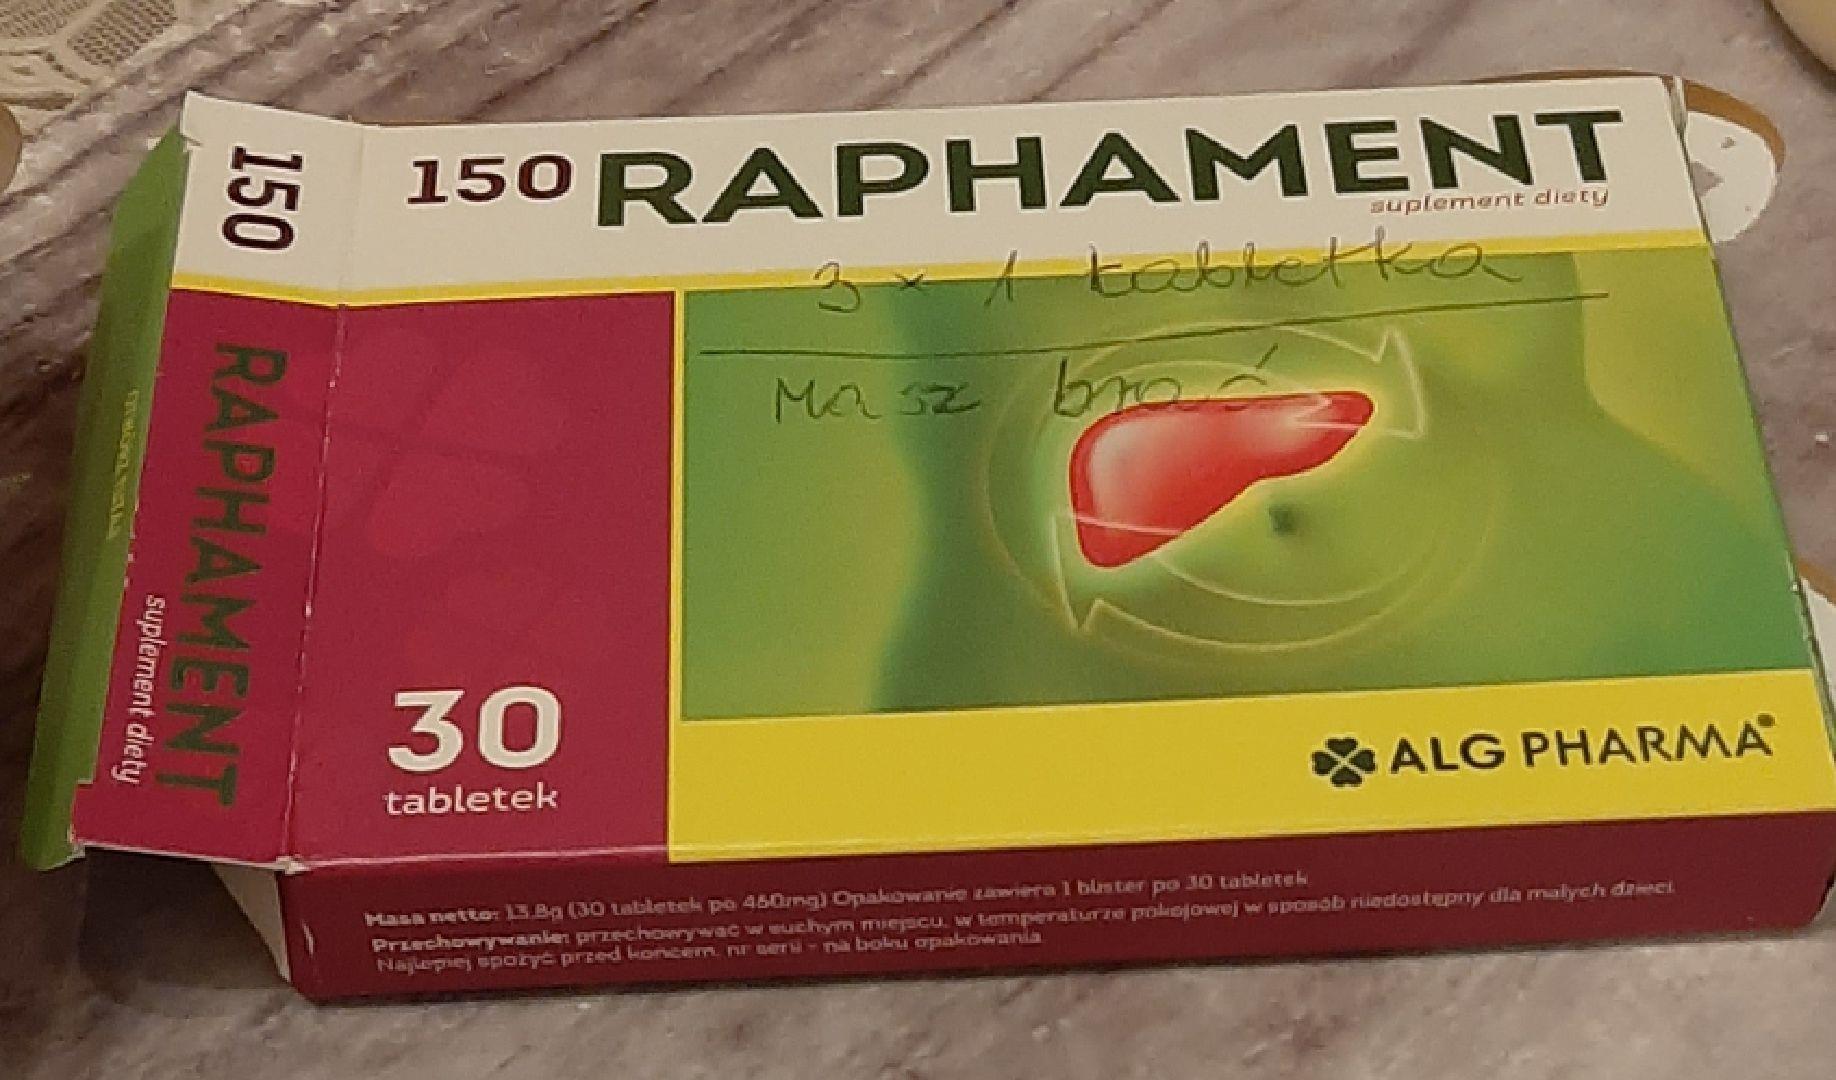 150 RAPHAMENT
suplement diety
3 x 1 tabletka
Masz brać
30
tabletek
ALG PHARMA
150
RAPHAMENT
suplement diety
Masa netto: 13,8g (30 tabletek po 460mg) Opakowanie zawiera 1 blister po 30 tabletek
Przechowywanie: przechowywać w suchym miejscu, w temperaturze pokojowej w sposób niedostępny dla małych dzieci.
Najlepiej spożyć przed końcem, nr serii - na boku opakowania